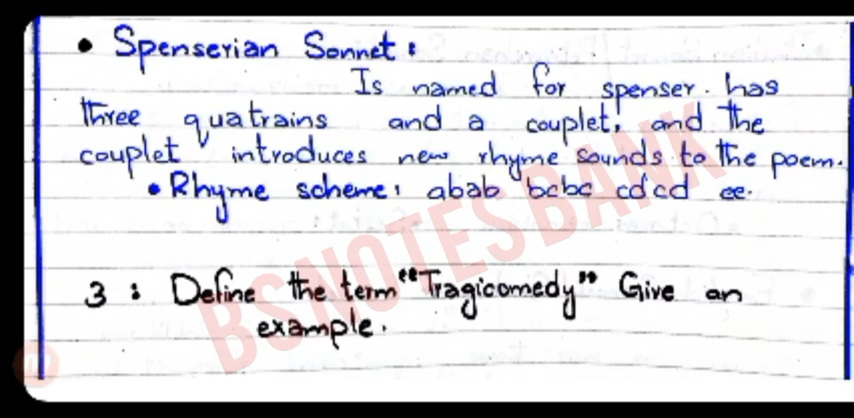 • Spenserian Sonnet:
Is named for spenser. has
three quatrains and a couplet, and the
couplet introduces new rhyme sounds to the poem.
• Rhyme scheme: abab bcbc cdcd ee.
3 : Define the term "Tragicomedy" Give an
example.
BSNOTES BANK